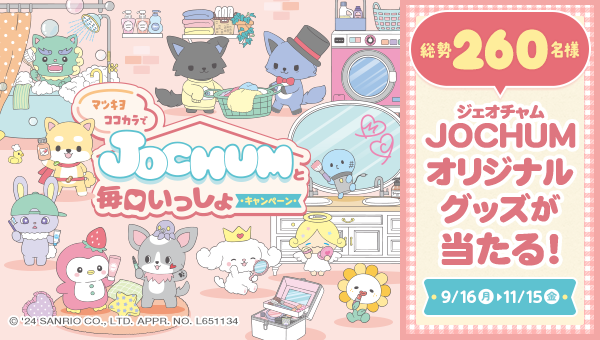 マツキヨ
ココカラで
JOCHUMと
毎日いっしょ
キャンペーン
© '24 SANRIO CO., LTD. APPR. NO. L651134
総勢260名様
ジェオチャム
JOCHUM
オリジナル
グッズが
当たる!
9/16月▶11/15金